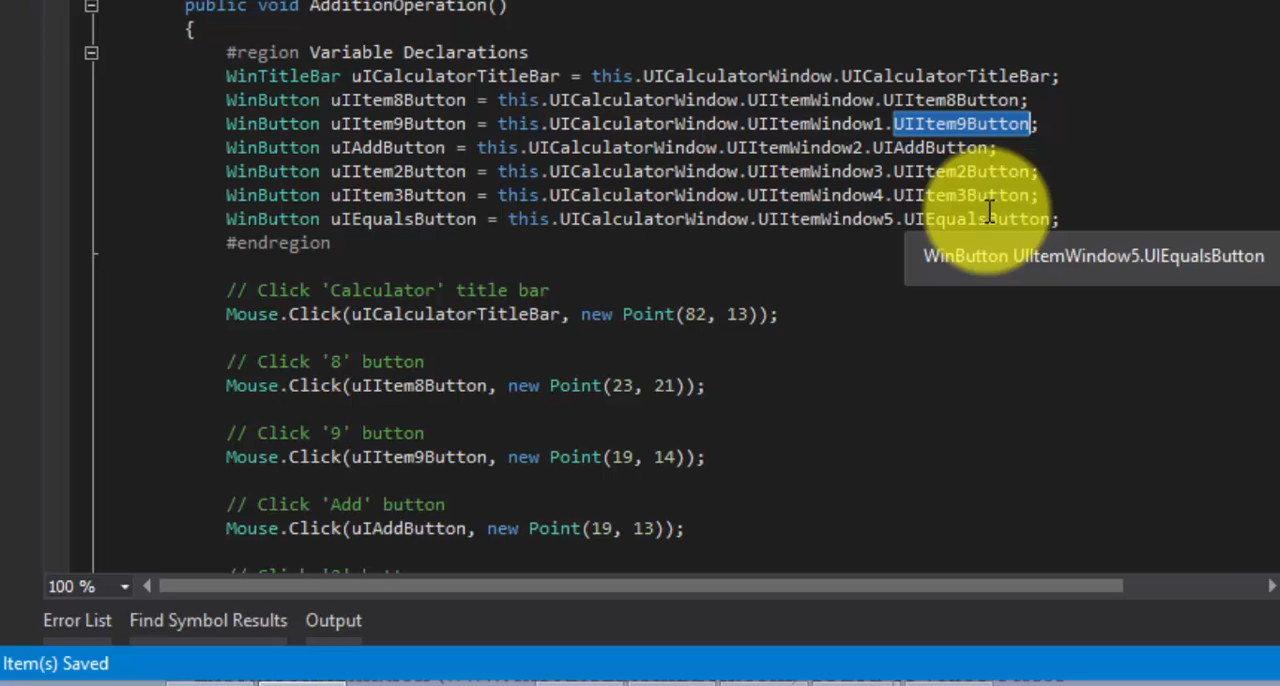 public void AdditionOperation()
{
#region Variable Declarations
WinTitleBar uICalculatorTitleBar = this.UICalculatorWindow.UICalculatorTitleBar;
WinButton uIItem8Button = this.UICalculatorWindow.UIItemWindow.UIItem8Button;
WinButton uIItem9Button = this.UICalculatorWindow.UIItemWindow1.UIItem9Button;
WinButton uIAddButton = this.UICalculatorWindow.UIItemWindow2.UIAddButton;
WinButton uIItem2Button = this.UICalculatorWindow.UIItemWindow3.UIItem2Button;
WinButton uIItem3Button = this.UICalculatorWindow.UIItemWindow4.UIItem3Button;
WinButton uIEqualsButton = this.UICalculatorWindow.UIItemWindow5.UIEqualsButton;
#endregion
WinButton UIItemWindow5.UIEqualsButton
// Click 'Calculator' title bar
Mouse.Click(uICalculatorTitleBar, new Point(82, 13));
// Click '8' button
Mouse.Click(uIItem8Button, new Point(23, 21));
// Click '9' button
Mouse.Click(uIItem9Button, new Point(19, 14));
// Click 'Add' button
Mouse.Click(uIAddButton, new Point(19, 13));
100 %
Error List Find Symbol Results Output
Item(s) Saved